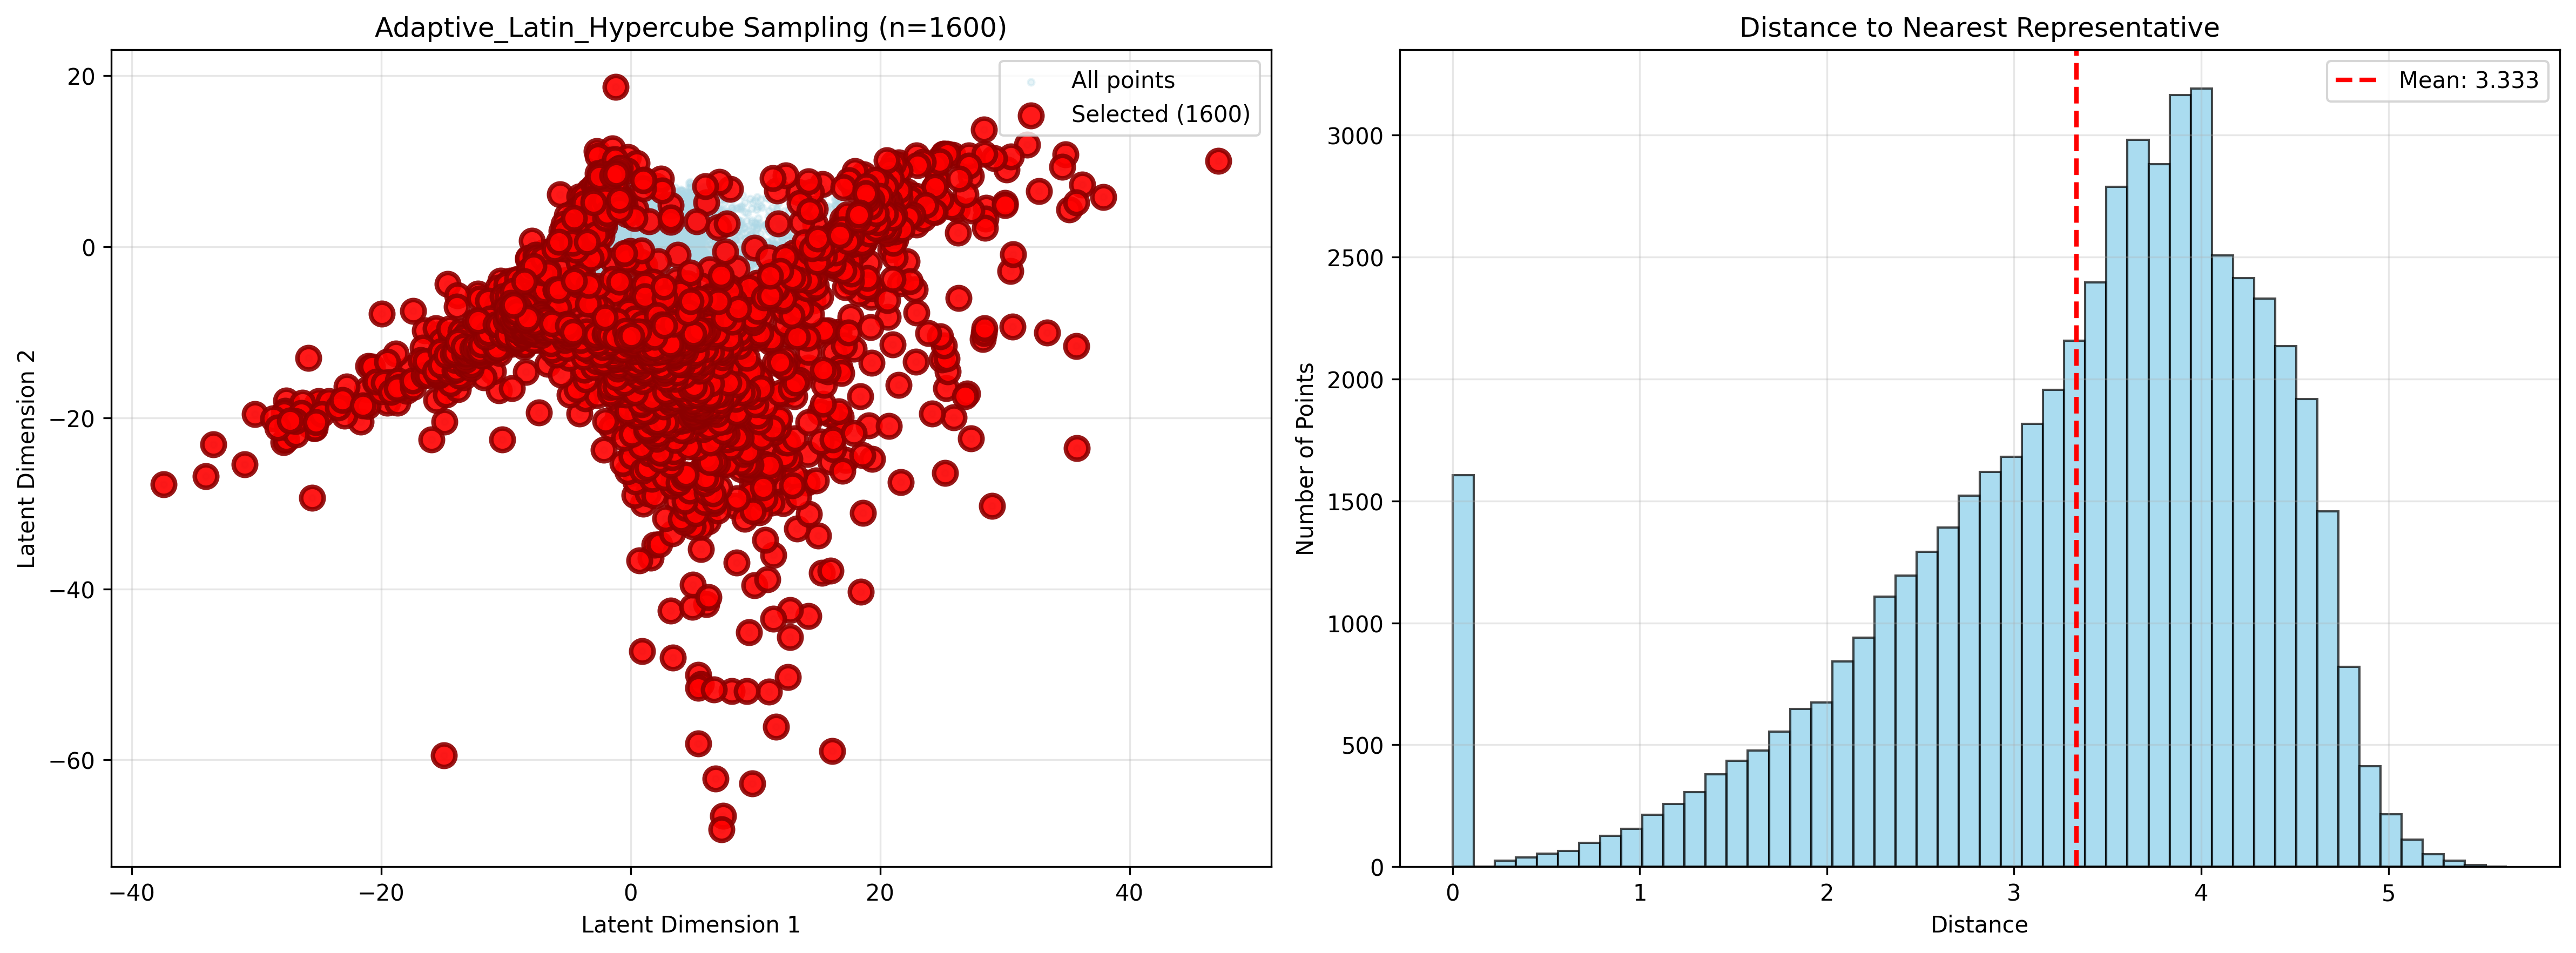 Adaptive_Latin_Hypercube Sampling (n=1600)
All points
Selected (1600)
20
0
−20
−40
−60
Latent Dimension 2
−40
−20
0
20
40
Latent Dimension 1
Distance to Nearest Representative
Mean: 3.333
3000
2500
2000
1500
1000
500
0
Number of Points
0
1
2
3
4
5
Distance